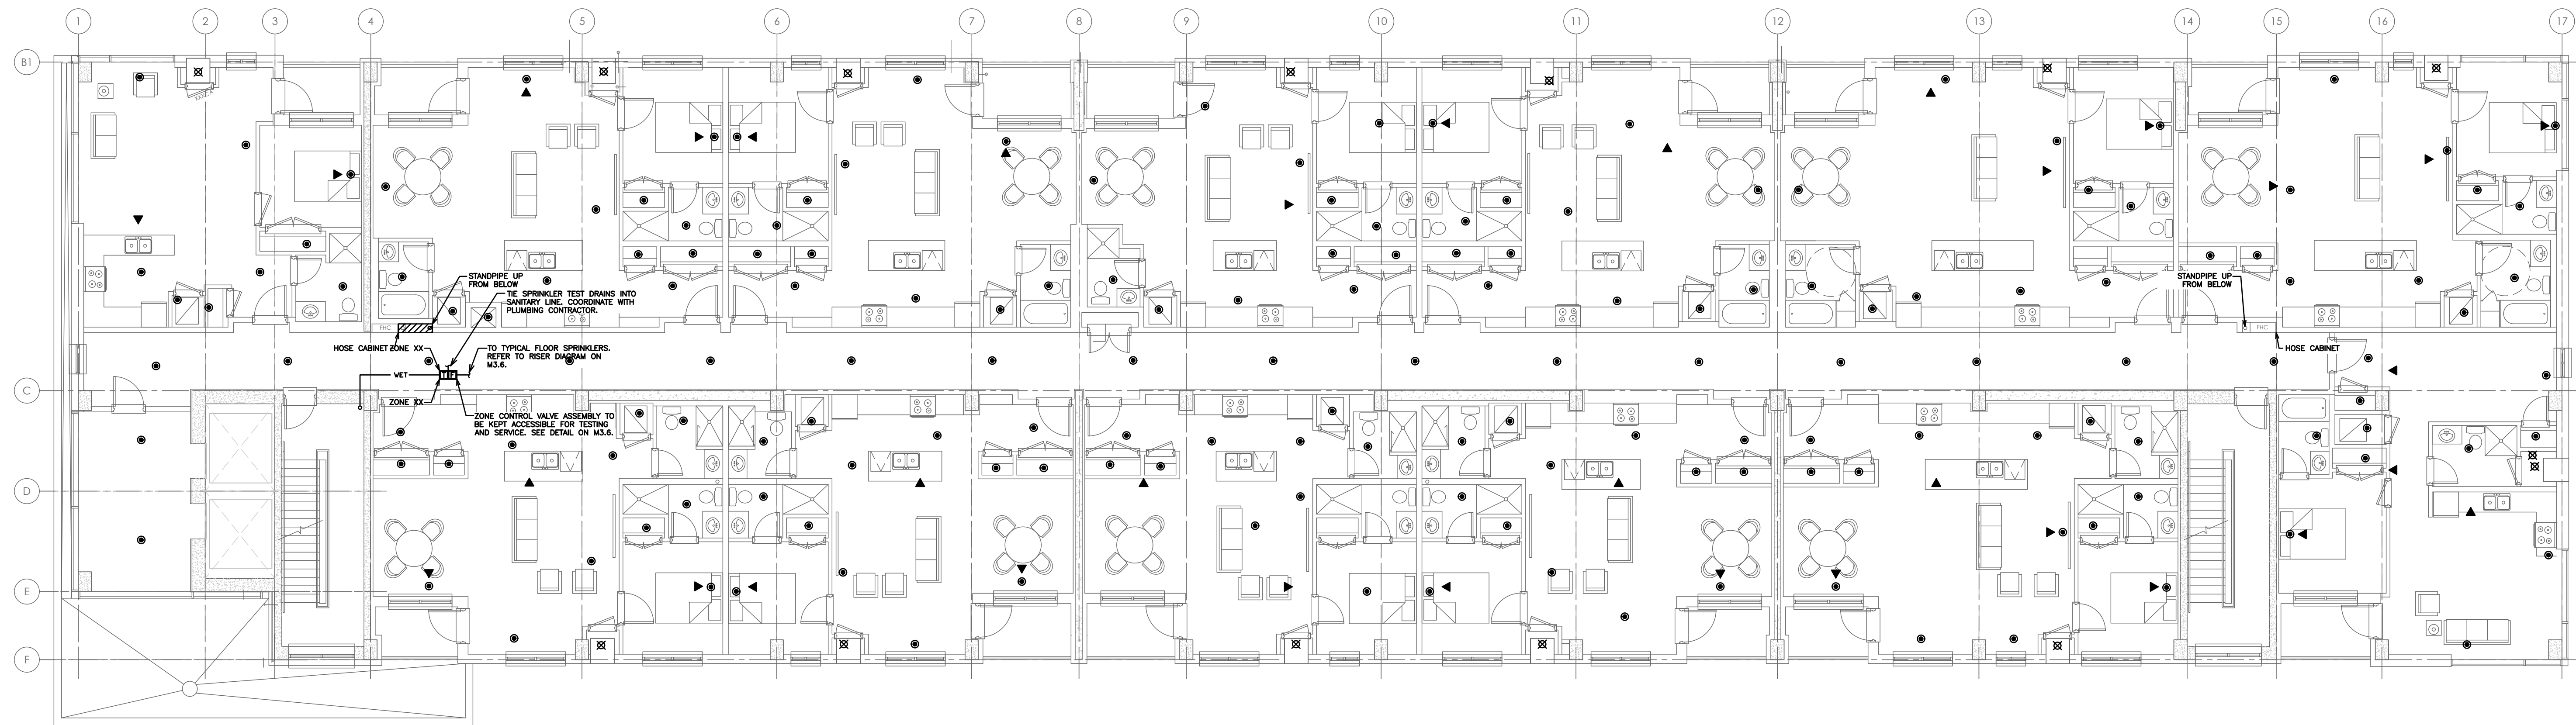 1
2
3
4
5
6
7
8
9
10
11
12
13
14
15
16
17
B1
STANDPIPE UP
FROM BELOW
TIE SPRINKLER TEST DRAINS INTO
SANITARY LINE. COORDINATE WITH
PLUMBING CONTRACTOR.
STANDPIPE UP
FROM BELOW
FHC
FHC
HOSE CABINET
ZONE XX
TO TYPICAL FLOOR SPRINKLERS.
REFER TO RISER DIAGRAM ON
M3.6.
HOSE CABINET
WET
T F
C
ZONE XX
ZONE CONTROL VALVE ASSEMBLY TO
BE KEPT ACCESSIBLE FOR TESTING
AND SERVICE. SEE DETAIL ON M3.6.
D
E
F